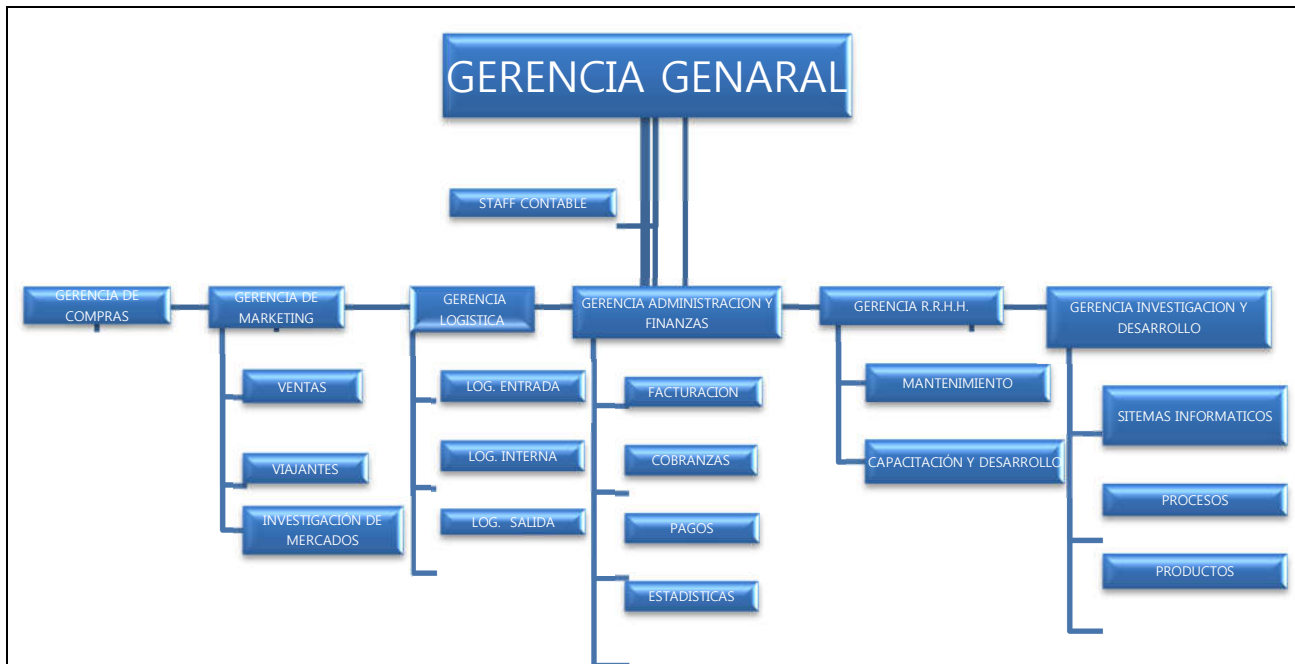 GERENCIA GENARAL
STAFF CONTABLE
GERENCIA DE
COMPRAS
GERENCIA DE
MARKETING
GERENCIA
LOGISTICA
GERENCIA ADMINISTRACION Y
FINANZAS
GERENCIA R.R.H.H.
GERENCIA INVESTIGACION Y
DESARROLLO
VENTAS
VIAJANTES
INVESTIGACIÓN DE
MERCADOS
LOG. ENTRADA
LOG. INTERNA
LOG. SALIDA
FACTURACION
COBRANZAS
PAGOS
ESTADISTICAS
MANTENIMIENTO
CAPACITACIÓN Y DESARROLLO
SITEMAS INFORMATICOS
PROCESOS
PRODUCTOS